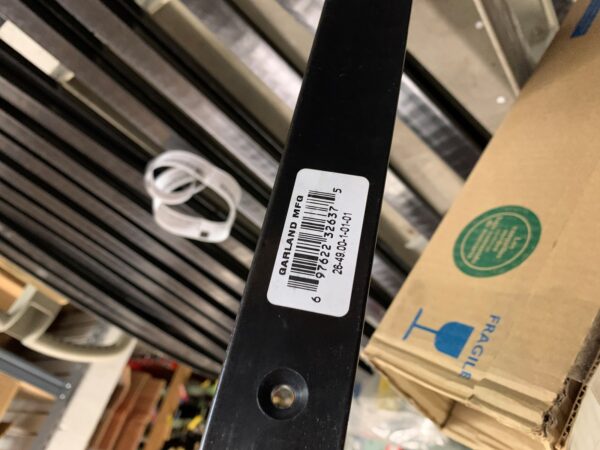 GARLAND MFG
6 97622 32637 5
26-49.00-1-01-01
FRAGILE